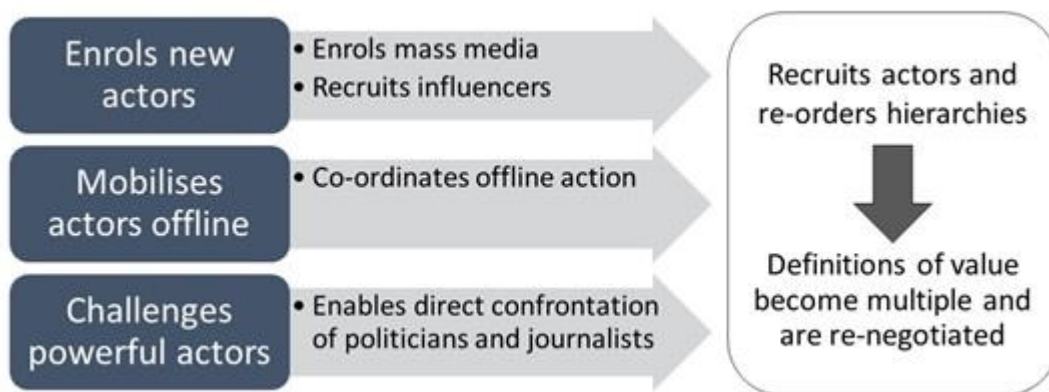 Enrols new
actors
• Enrols mass media
• Recruits influencers
Mobilises
actors offline
• Co-ordinates offline action
Challenges
powerful actors
• Enables direct confrontation
of politicians and journalists
Recruits actors and
re-orders hierarchies
Definitions of value
become multiple and
are re-negotiated